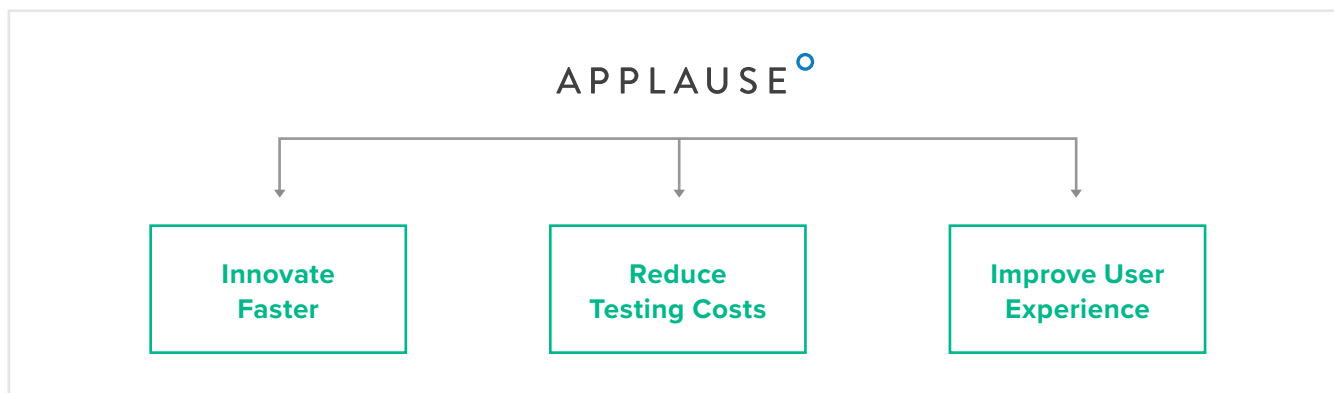 APPLAUSE
Innovate
Faster
Reduce
Testing Costs
Improve User
Experience